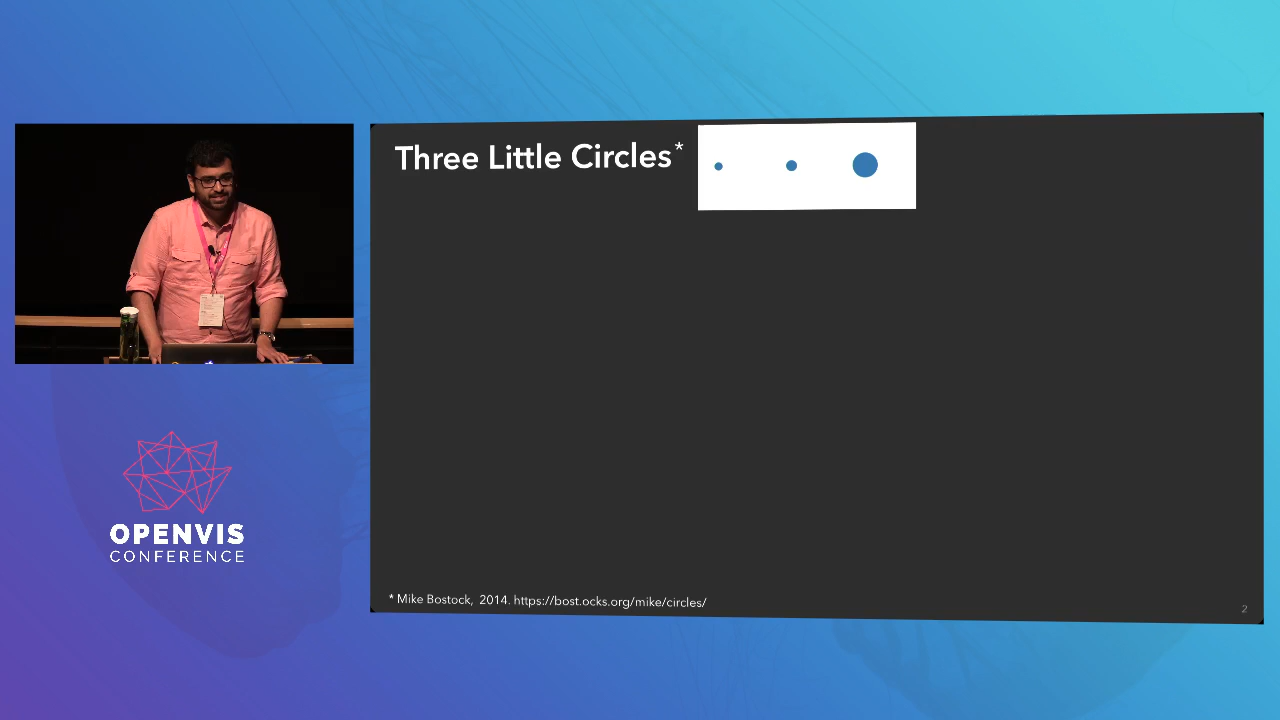 Three Little Circles*
* Mike Bostock, 2014. https://bost.ocks.org/mike/circles/
2
OPENVIS
CONFERENCE